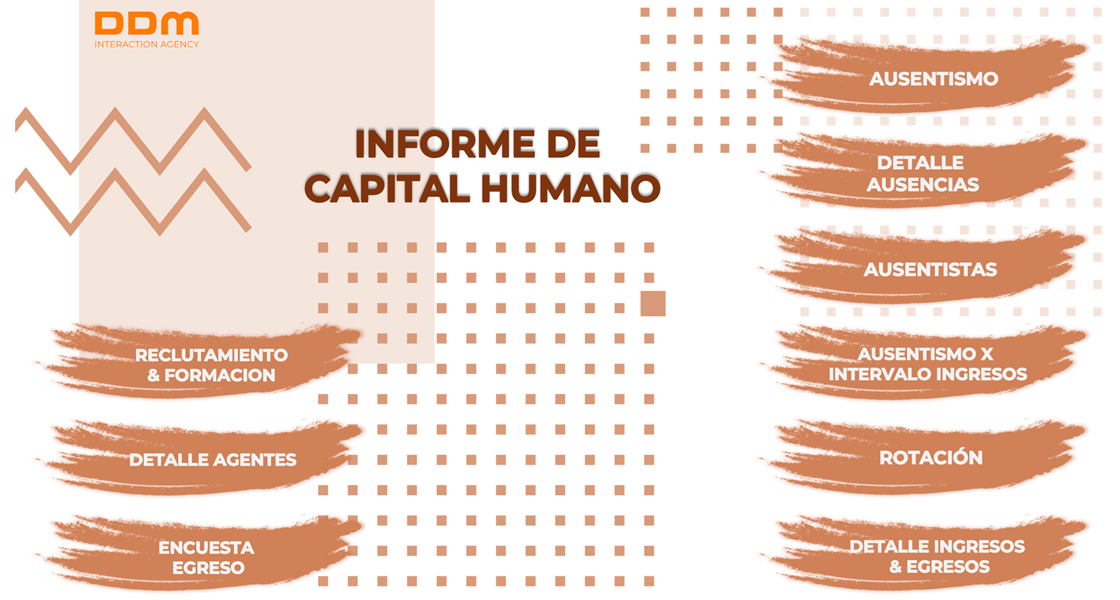 DDM
INTERACTION AGENCY
INFORME DE
CAPITAL HUMANO
RECLUTAMIENTO
& FORMACION
DETALLE AGENTES
ENCUESTA
EGRESO
AUSENTISMO
DETALLE
AUSENCIAS
AUSENTISTAS
AUSENTISMO X
INTERVALO INGRESOS
ROTACIÓN
DETALLE INGRESOS
& EGRESOS